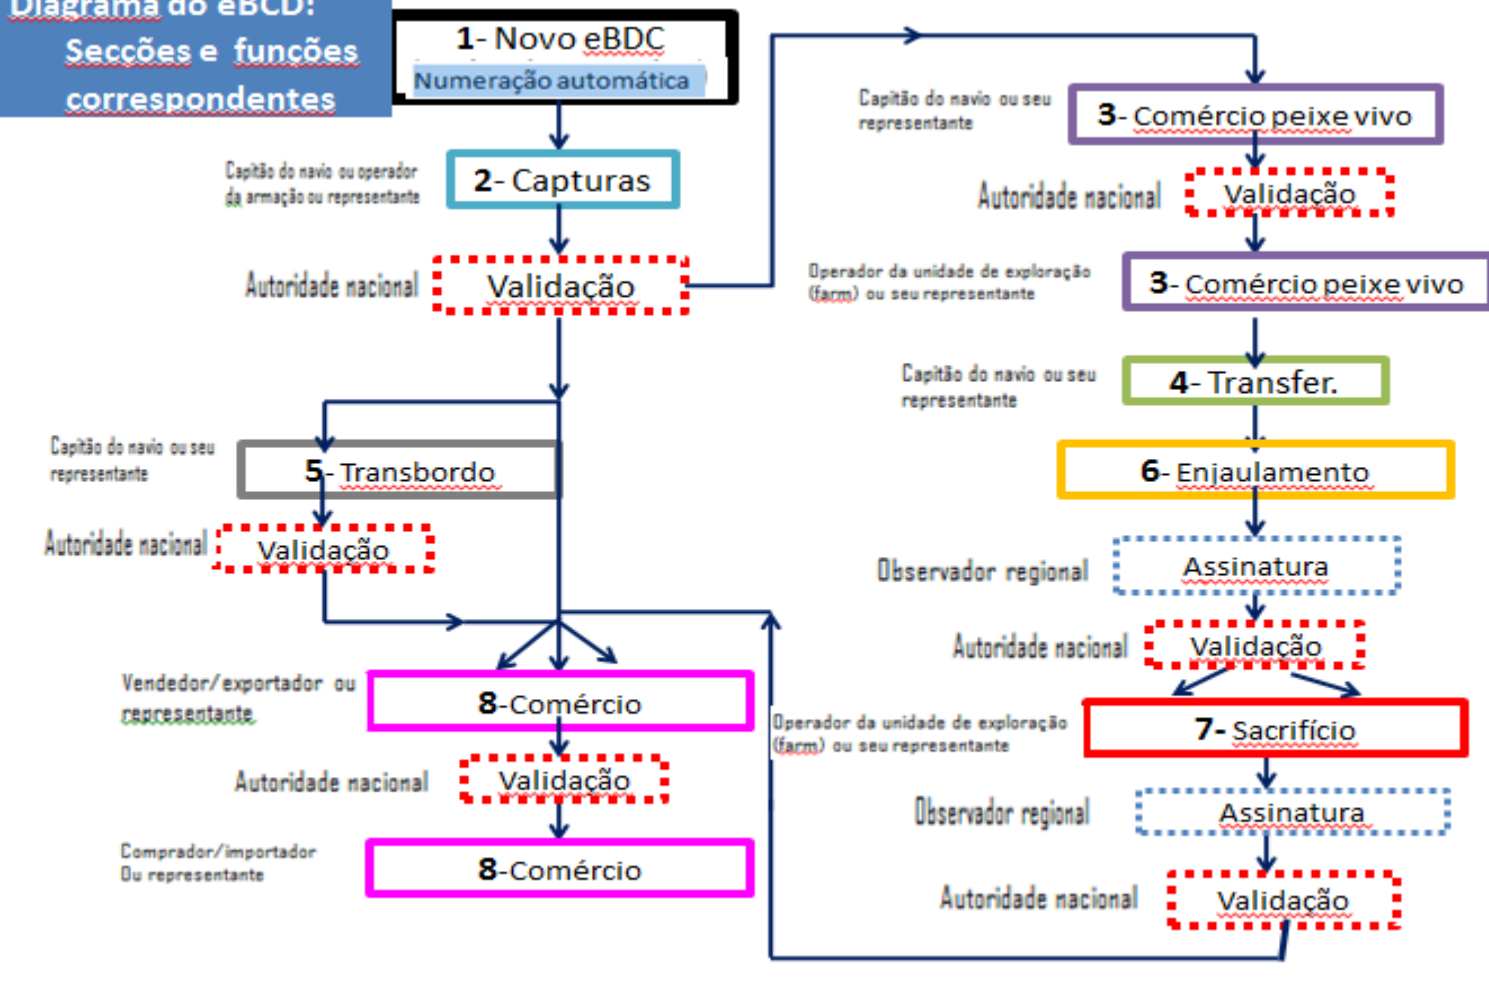 Diagrama do eBCD:
Secções e funções
correspondentes
1- Novo eBDC
Numeração automática
Capitão do navio ou operador
da armação ou representante
2- Capturas
Autoridade nacional
Validação
Capitão do navio ou seu
representante
5- Transbordo
Autoridade nacional
Validação
Vendedor/exportador ou
representante
8-Comércio
Autoridade nacional
Validação
Comprador/importador
Ou representante
8-Comércio
Capitão do navio ou seu
representante
3- Comércio peixe vivo
Autoridade nacional
Validação
Operador da unidade de exploração
(farm) ou seu representante
3- Comércio peixe vivo
Capitão do navio ou seu
representante
4- Transfer.
6- Enjaulamento
Observador regional
Assinatura
Autoridade nacional
Validação
Operador da unidade de exploração
(farm) ou seu representante
7- Sacrifício
Observador regional
Assinatura
Autoridade nacional
Validação